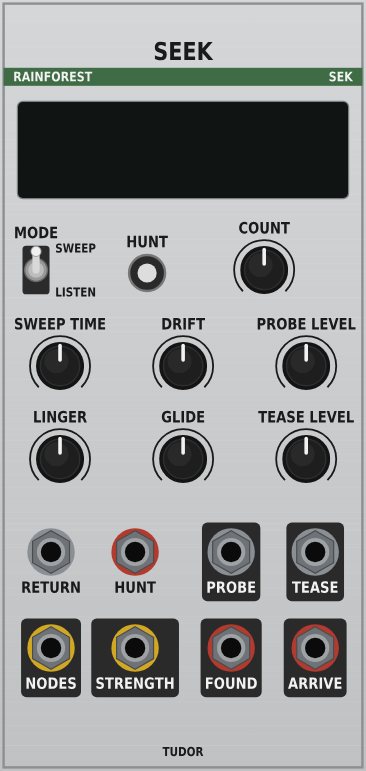 SEEK
RAINFOREST SEK
MODE
SWEEP
LISTEN
HUNT
COUNT
SWEEP TIME DRIFT PROBE LEVEL
LINGER GLIDE TEASE LEVEL
RETURN HUNT PROBE TEASE
NODES STRENGTH FOUND ARRIVE
TUDOR